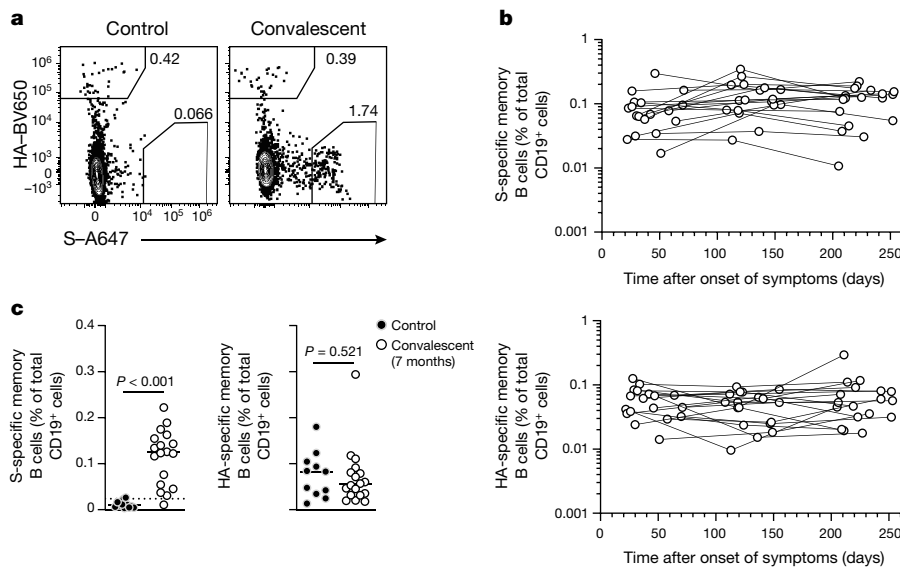 a
Control
Convalescent
HA–BV650
10⁶
10⁵
10⁴
10³
0
−10³
0.42
0.066
0.39
1.74
0
10⁴
10⁵
10⁶
S–A647
b
S-specific memory
B cells (% of total
CD19⁺ cells)
1
0.1
0.01
0.001
0
50
100
150
200
250
Time after onset of symptoms (days)
c
S-specific memory
B cells (% of total
CD19⁺ cells)
0.4
0.3
0.2
0.1
0
P < 0.001
HA-specific memory
B cells (% of total
CD19⁺ cells)
P = 0.521
Control
Convalescent
(7 months)
HA-specific memory
B cells (% of total
CD19⁺ cells)
1
0.1
0.01
0.001
0
50
100
150
200
250
Time after onset of symptoms (days)